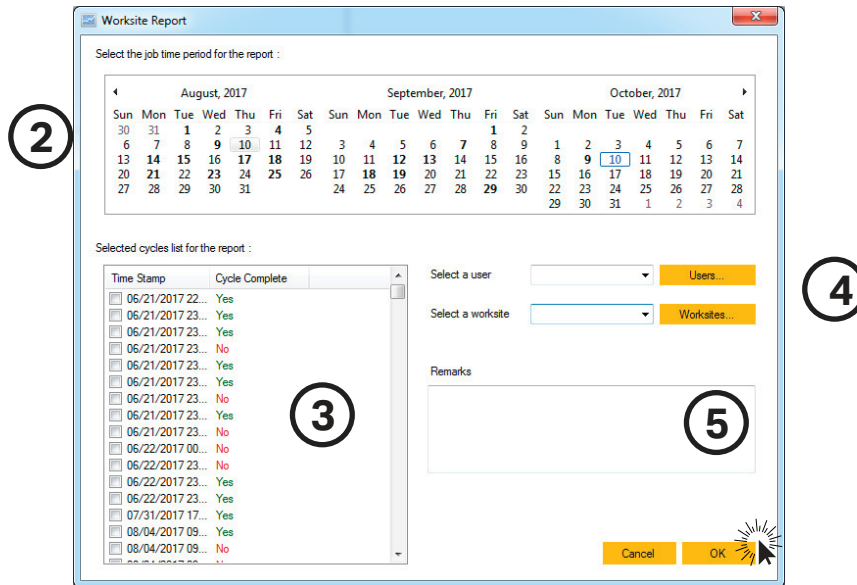 Worksite Report
Select the job time period for the report :
August, 2017
Sun Mon Tue Wed Thu Fri Sat
30 31 1 2 3 4 5
6 7 8 9 10 11 12
13 14 15 16 17 18 19
20 21 22 23 24 25 26
27 28 29 30 31
September, 2017
Sun Mon Tue Wed Thu Fri Sat
1 2
3 4 5 6 7 8 9
10 11 12 13 14 15 16
17 18 19 20 21 22 23
24 25 26 27 28 29 30
October, 2017
Sun Mon Tue Wed Thu Fri Sat
1 2 3 4 5 6 7
8 9 10 11 12 13 14
15 16 17 18 19 20 21
22 23 24 25 26 27 28
29 30 31 1 2 3 4
2
Selected cycles list for the report :
Time Stamp Cycle Complete
06/21/2017 22... Yes
06/21/2017 23... Yes
06/21/2017 23... Yes
06/21/2017 23... No
06/21/2017 23... Yes
06/21/2017 23... Yes
06/21/2017 23... No
06/21/2017 23... Yes
06/21/2017 23... No
06/22/2017 00... No
06/22/2017 23... No
06/22/2017 23... Yes
06/22/2017 23... Yes
07/31/2017 17... Yes
08/04/2017 09... Yes
08/04/2017 09... No
3
Select a user
Users...
Select a worksite
Worksites...
4
Remarks
5
Cancel
OK